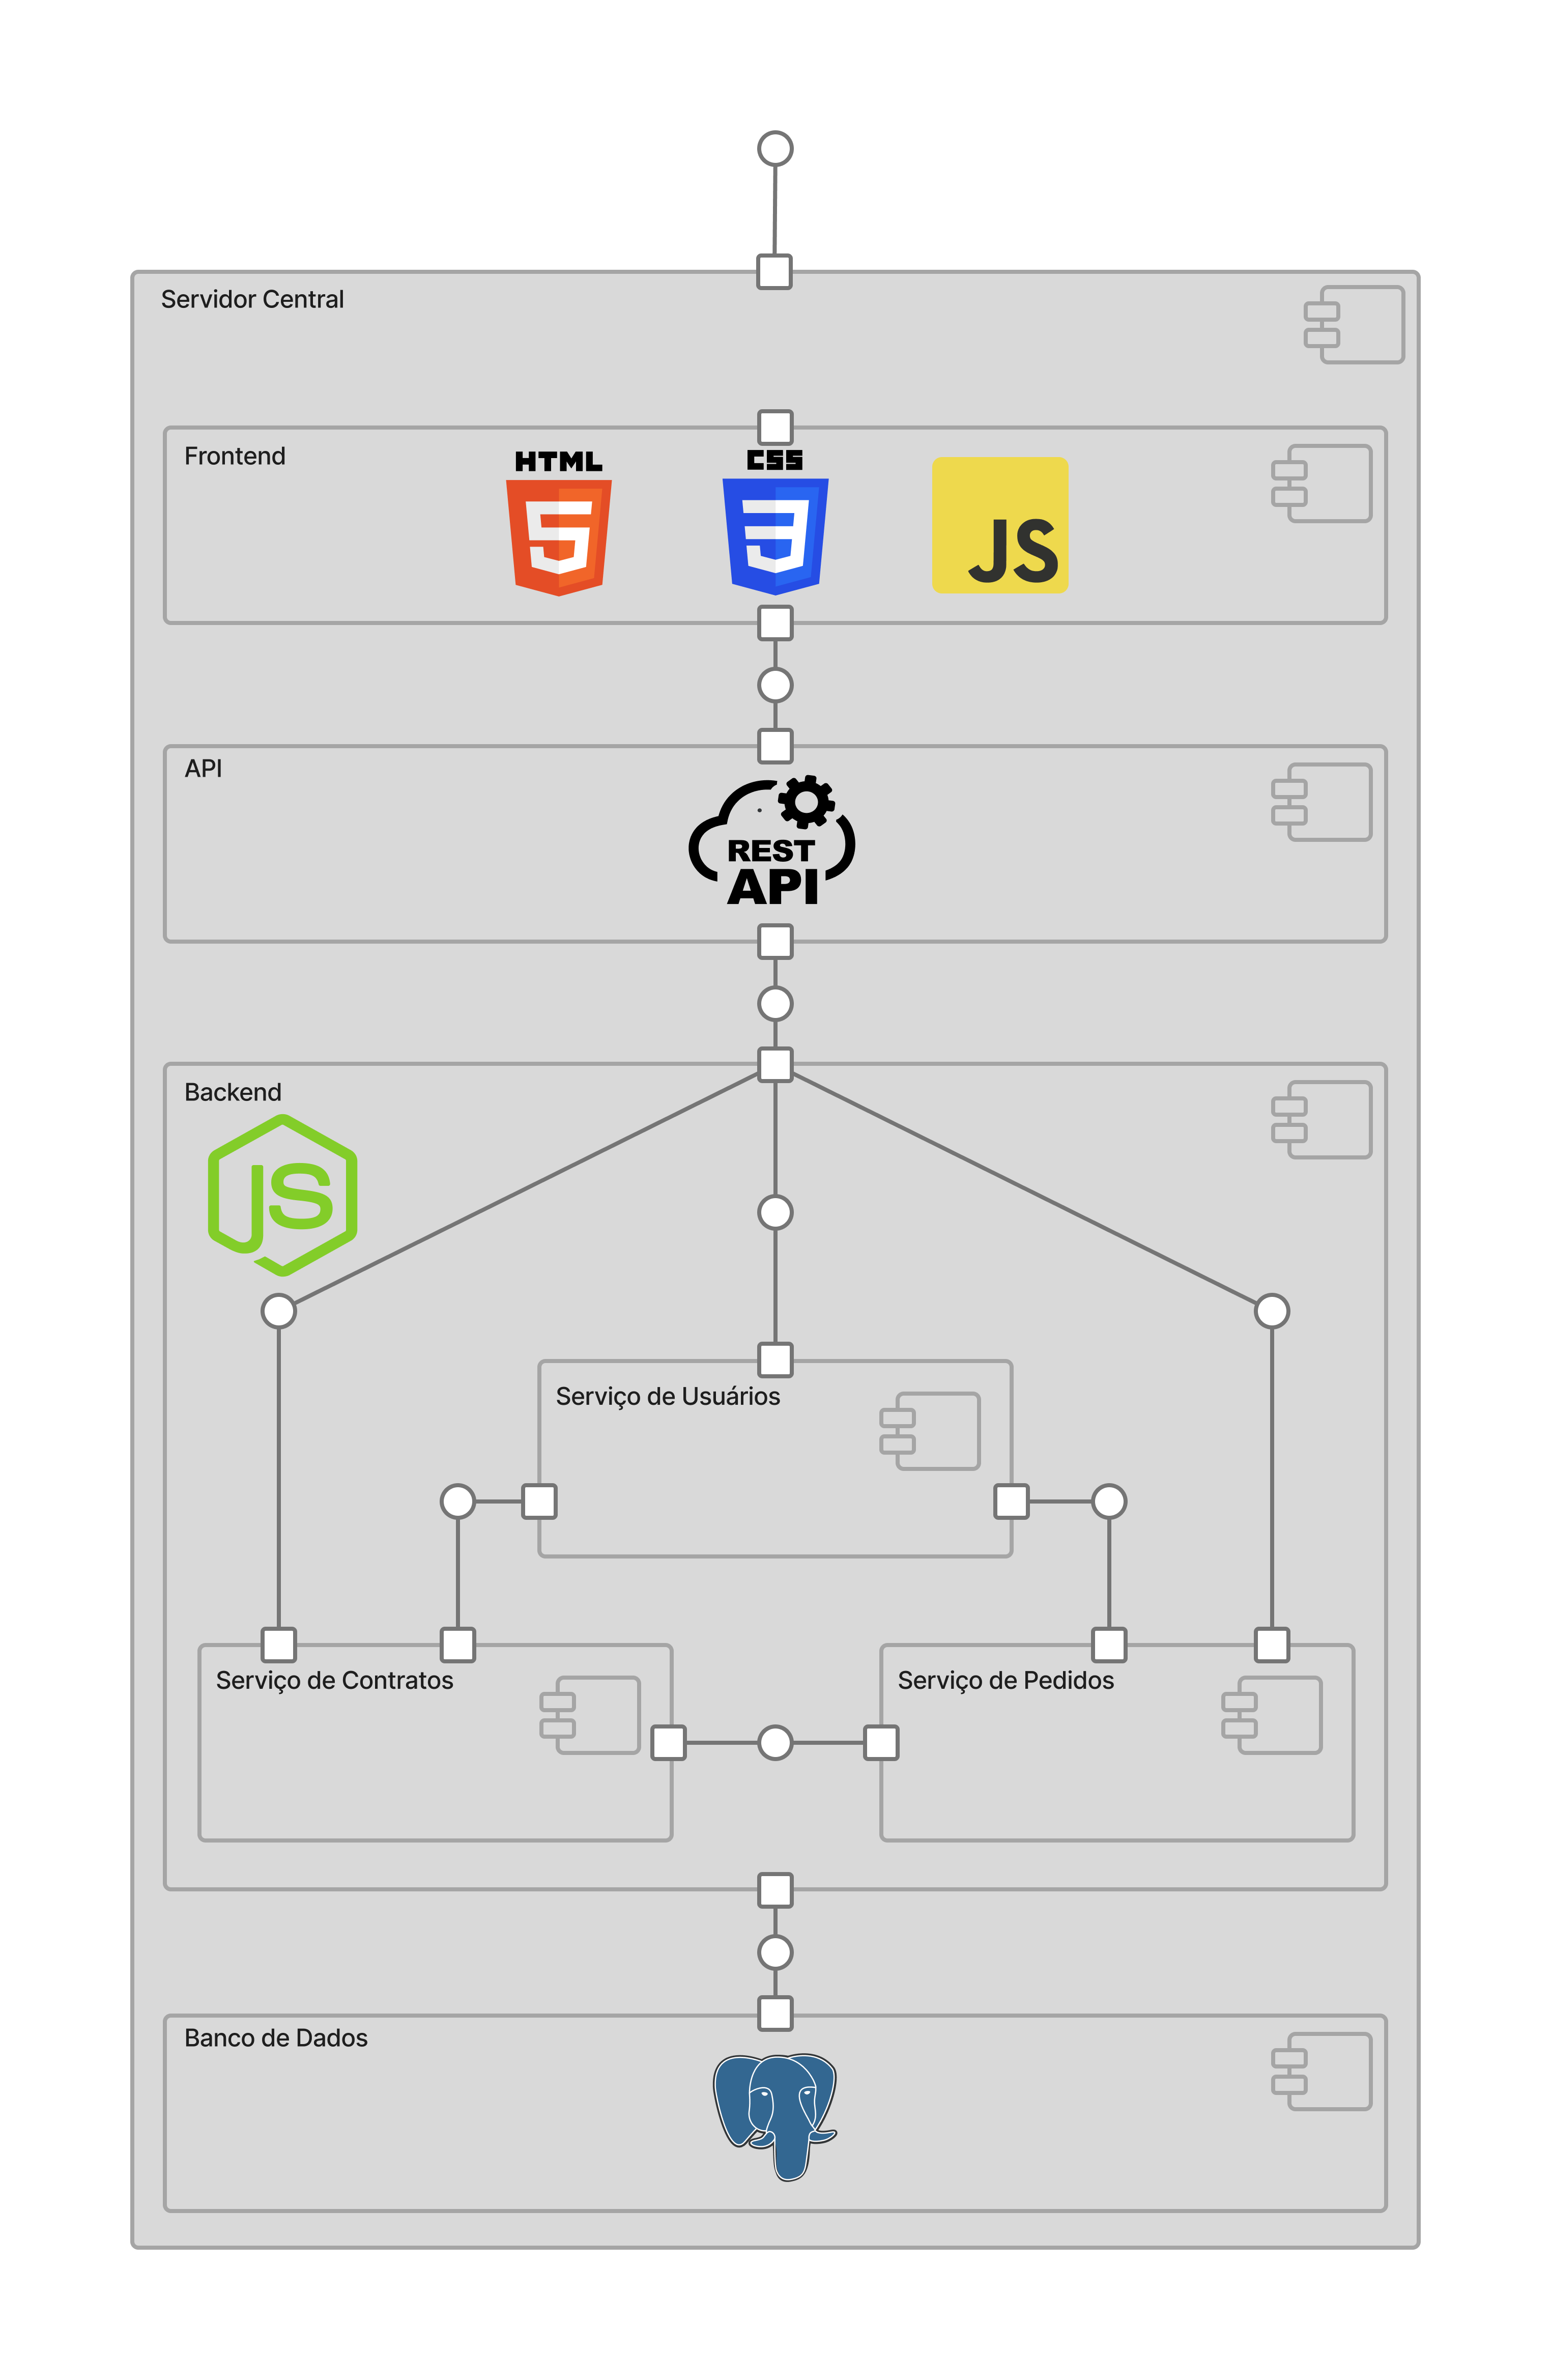 Servidor Central
Frontend
HTML
CSS
JS
API
REST
API
Backend
JS
Serviço de Usuários
Serviço de Contratos
Serviço de Pedidos
Banco de Dados